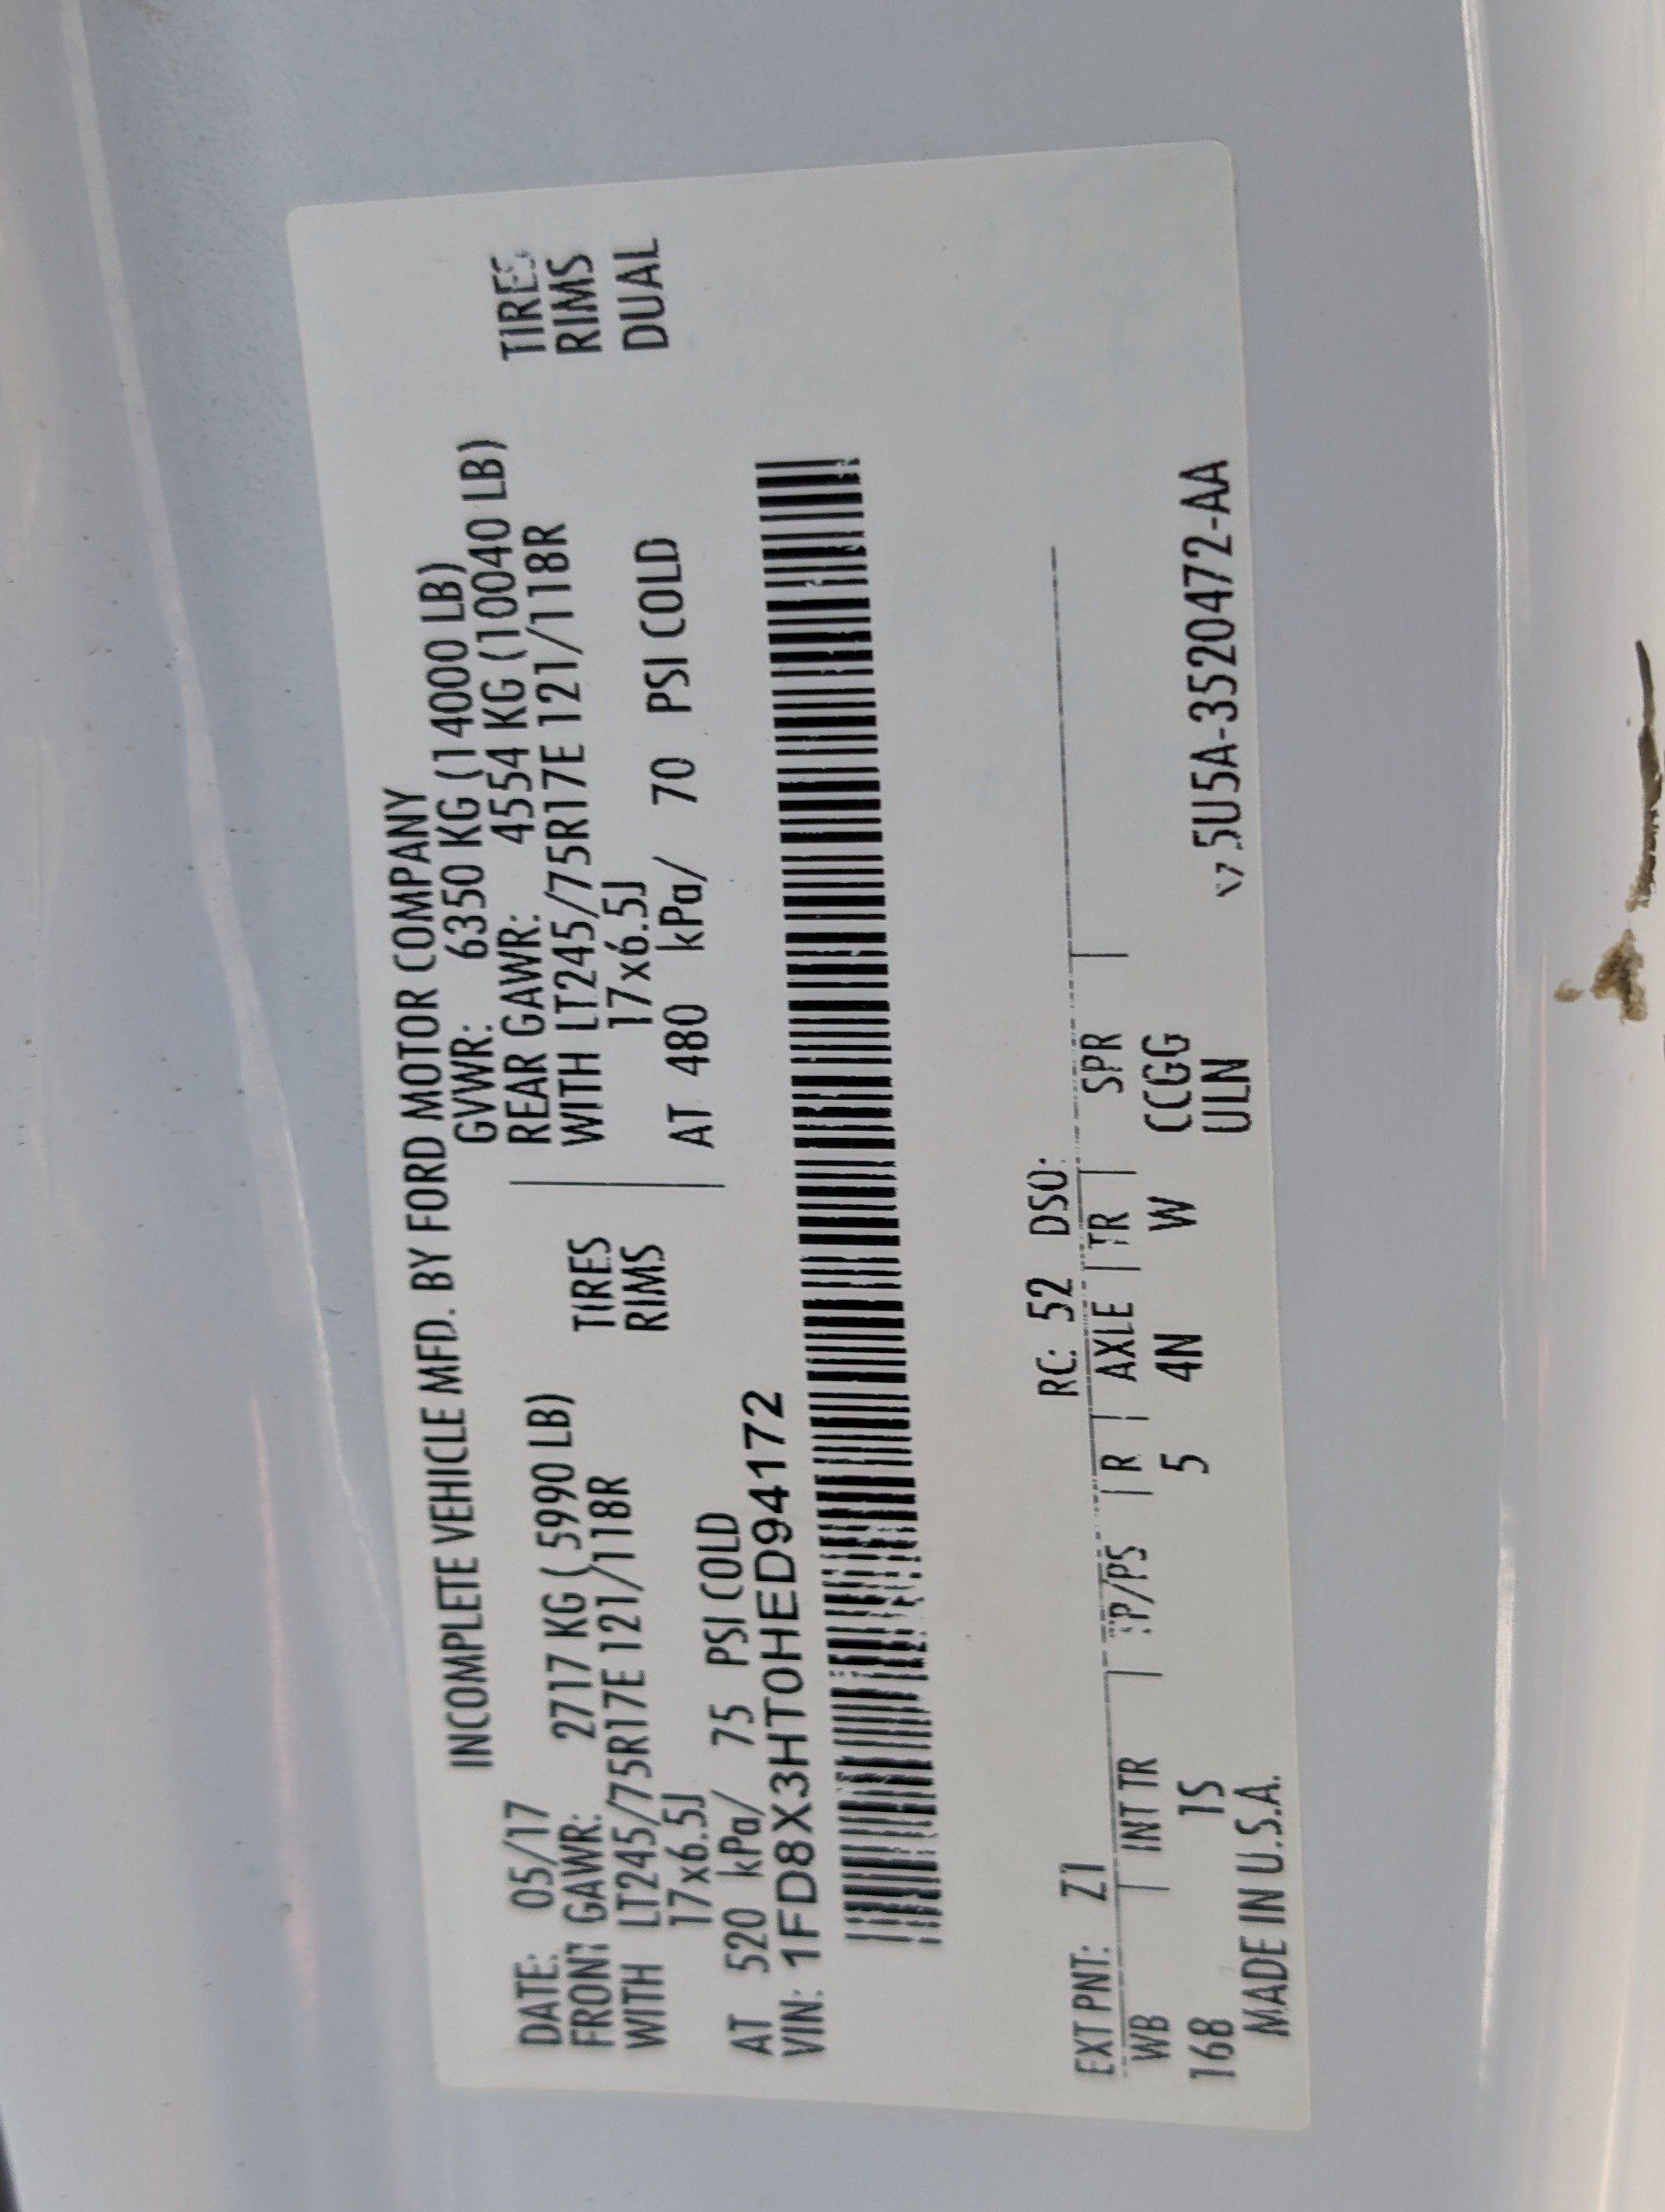 INCOMPLETE VEHICLE MFD. BY FORD MOTOR COMPANY
DATE: 05/17 GVWR: 6350 KG (14000 LB)
FRONT GAWR: 2717 KG (5990 LB) REAR GAWR: 4554 KG (10040 LB)
WITH LT245/75R17E 121/118R TIRES WITH LT245/75R17E 121/118R TIRES
17x6.5J RIMS 17x6.5J RIMS
AT 520 kPa/ 75 PSI COLD AT 480 kPa/ 70 PSI COLD DUAL
VIN: 1FD8X3HT0HED94172
EXT PNT: Z1 RC: 52 DSO:
WB INT TR TP/PS R AXLE TR SPR
168 1S 5 4N W CCGG
MADE IN U.S.A. ULN 5U5A-3520472-AA